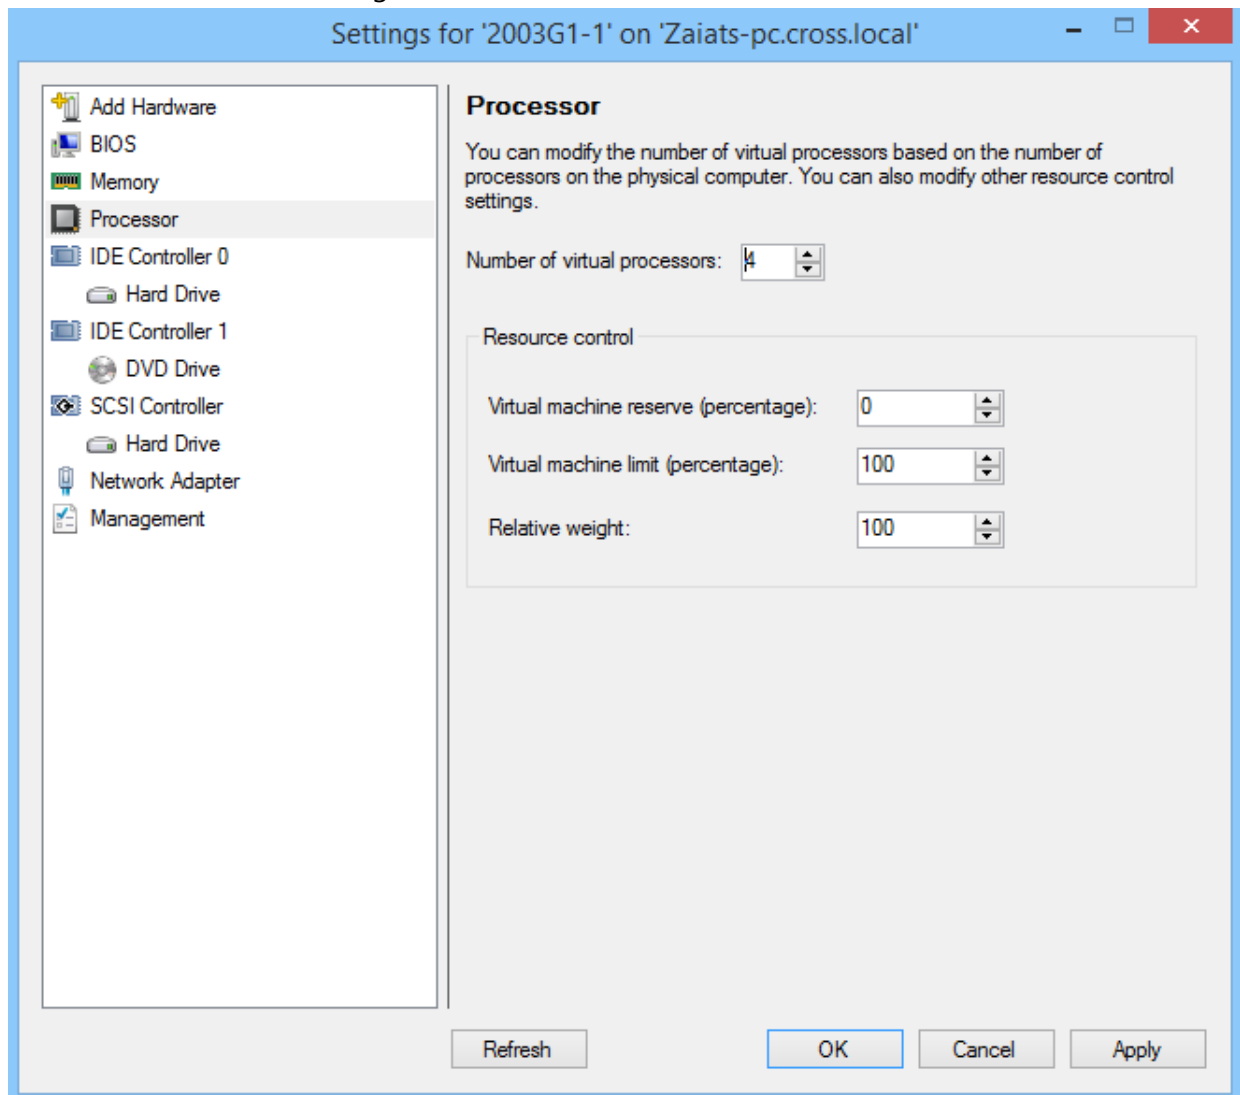 Settings for '2003G1-1' on 'Zaiats-pc.cross.local'
Add Hardware
BIOS
Memory
Processor
IDE Controller 0
Hard Drive
IDE Controller 1
DVD Drive
SCSI Controller
Hard Drive
Network Adapter
Management
Processor
You can modify the number of virtual processors based on the number of
processors on the physical computer. You can also modify other resource control
settings.
Number of virtual processors: 4
Resource control
Virtual machine reserve (percentage): 0
Virtual machine limit (percentage): 100
Relative weight: 100
Refresh OK Cancel Apply